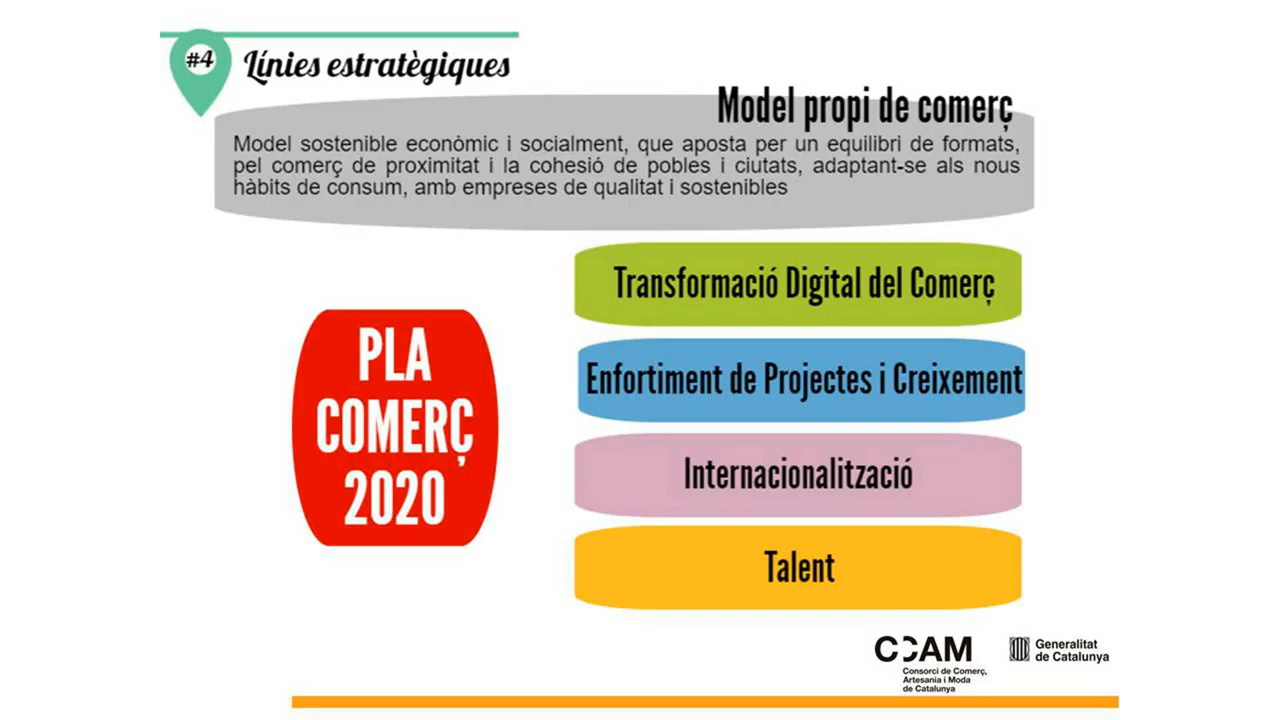 #4
Línies estratègiques
Model propi de comerç
Model sostenible econòmic i socialment, que aposta per un equilibri de formats,
pel comerç de proximitat i la cohesió de pobles i ciutats, adaptant-se als nous
hàbits de consum, amb empreses de qualitat i sostenibles
PLA
COMERÇ
2020
Transformació Digital del Comerç
Enfortiment de Projectes i Creixement
Internacionalització
Talent
CCAM
Consorci de Comerç,
Artesania i Moda
de Catalunya
Generalitat
de Catalunya